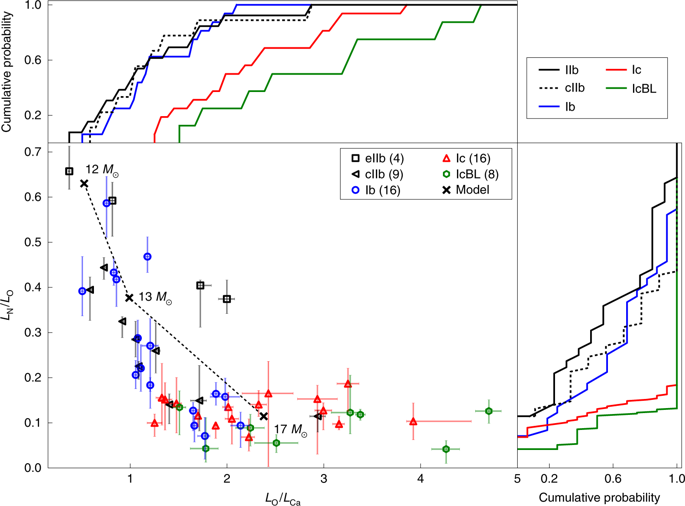 Cumulative probability
1.0
0.6
0.2
IIb
cIIb
Ib
Ic
IcBL
eIIb (4)
cIIb (9)
Ib (16)
Ic (16)
IcBL (8)
Model
12 M☉
13 M☉
17 M☉
L_N/L_O
0.7
0.6
0.5
0.4
0.3
0.2
0.1
0.0
1
2
3
4
5
L_O/L_Ca
0.2
0.6
1.0
Cumulative probability